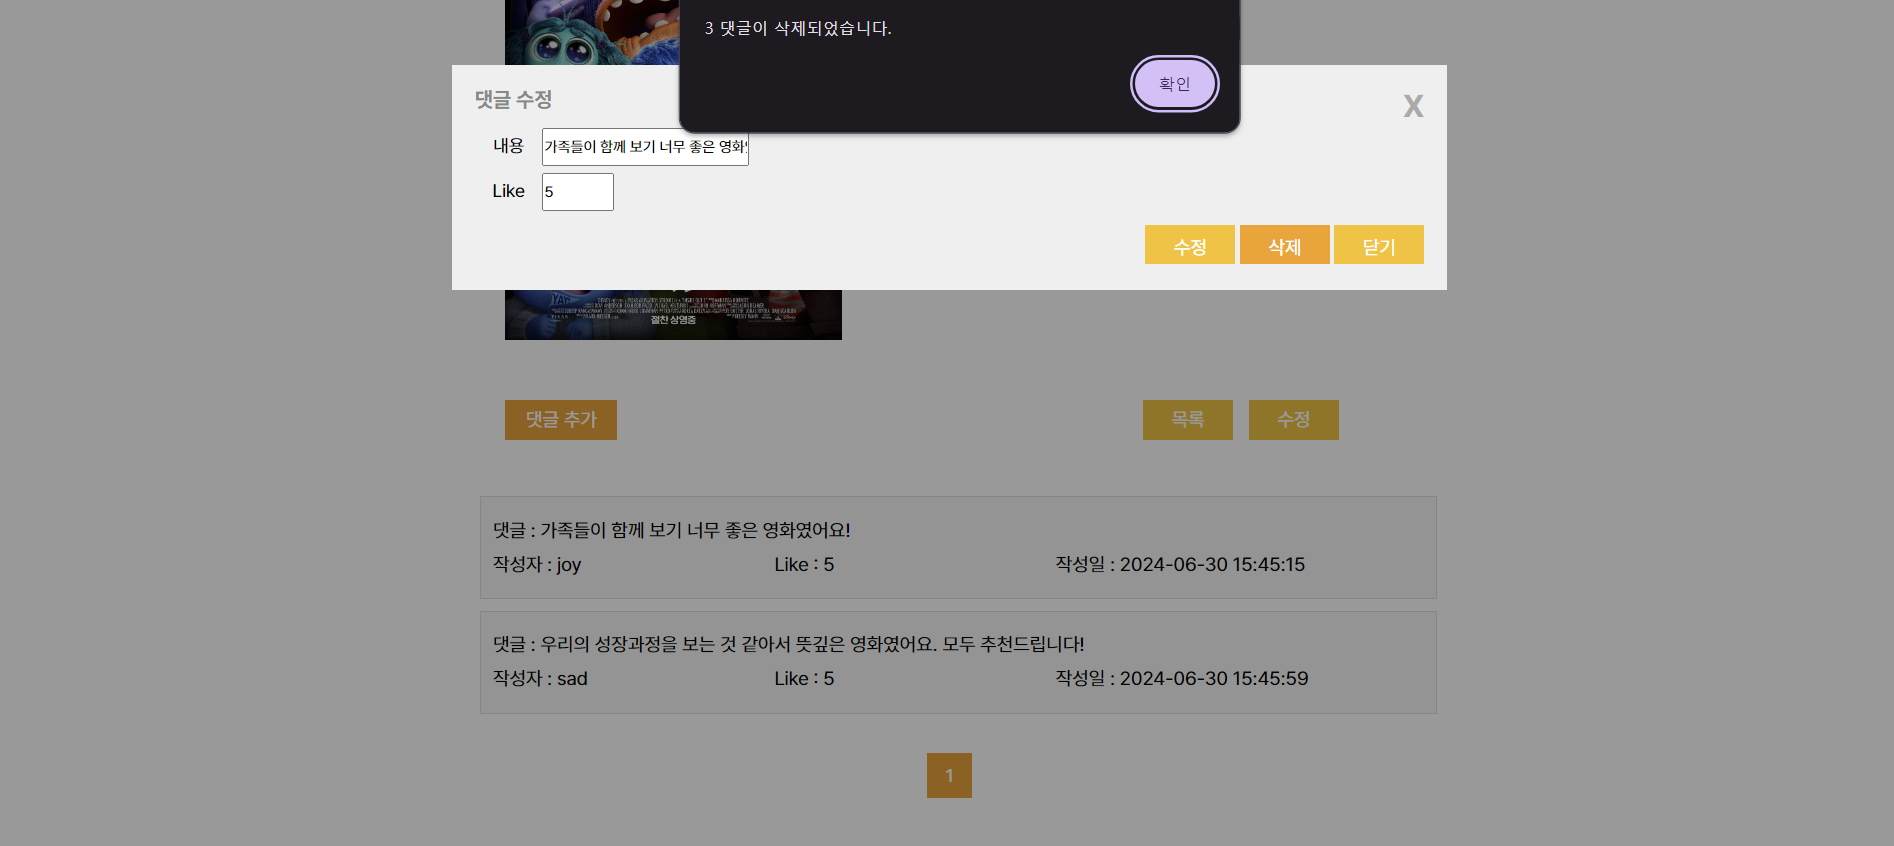 3 댓글이 삭제되었습니다.
확인
댓글 수정
X
내용
가족들이 함께 보기 너무 좋은 영화
Like
5
수정 삭제 닫기
절찬 상영중
댓글 추가
목록 수정
댓글 : 가족들이 함께 보기 너무 좋은 영화였어요!
작성자 : joy Like : 5 작성일 : 2024-06-30 15:45:15
댓글 : 우리의 성장과정을 보는 것 같아서 뜻깊은 영화였어요. 모두 추천드립니다!
작성자 : sad Like : 5 작성일 : 2024-06-30 15:45:59
1